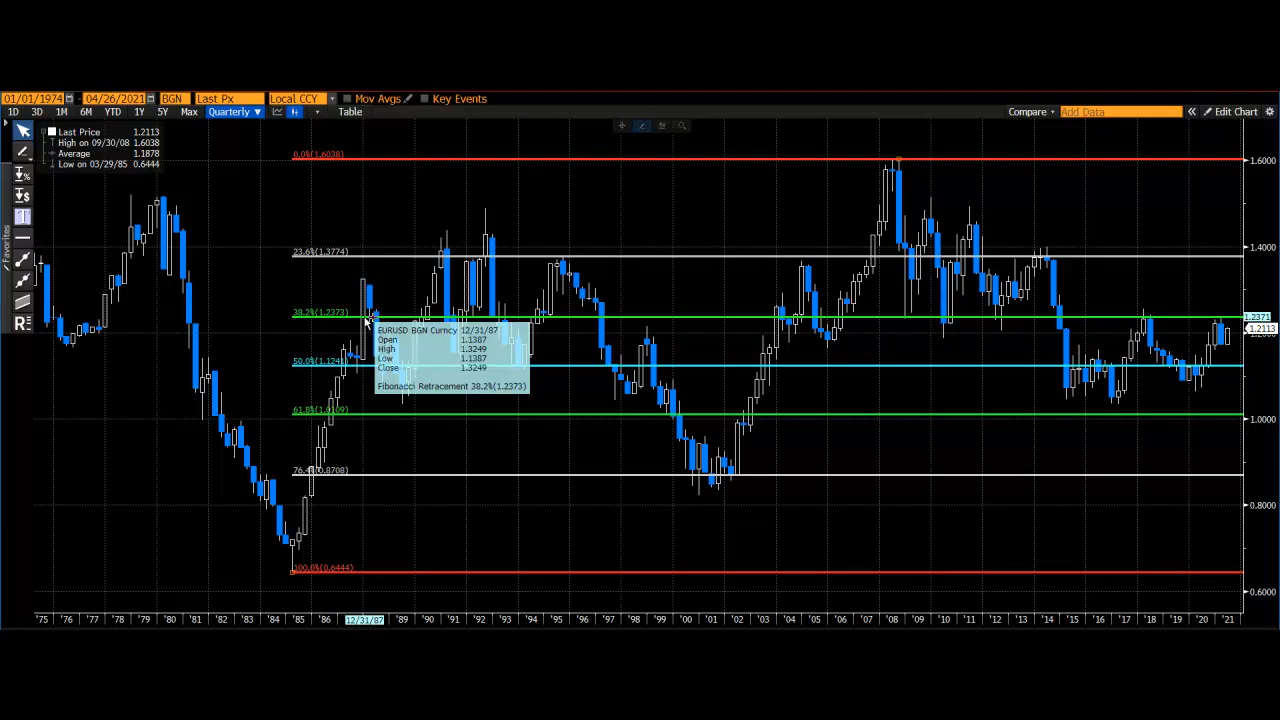 01/01/1974 04/26/2021 BGN Last Px Local CCY Mov Avgs Key Events
1D 3D 1M 6M YTD 1Y 5Y Max Quarterly ▼ Table Compare Add Data « Edit Chart
Last Price 1.2113
High on 09/30/08 1.6038
Average 1.1878
Low on 03/29/85 0.6444
Favorites
0.0%(1.6038)
1.6000
1.4000
23.6%(1.3774)
38.2%(1.2373)
1.2371
1.2113
EURUSD BGN Curncy 12/31/87
Open 1.1387
High 1.3249
Low 1.1387
Close 1.3249
Fibonacci Retracement 38.2%(1.2373)
50.0%(1.1241)
61.8%(1.0109)
1.0000
76.4%(0.8708)
0.8000
100.0%(0.6444)
0.6000
'75 '76 '77 '78 '79 '80 '81 '82 '83 '84 '85 '86 12/31/87 '89 '90 '91 '92 '93 '94 '95 '96 '97 '98 '99 '00 '01 '02 '03 '04 '05 '06 '07 '08 '09 '10 '11 '12 '13 '14 '15 '16 '17 '18 '19 '20 '21